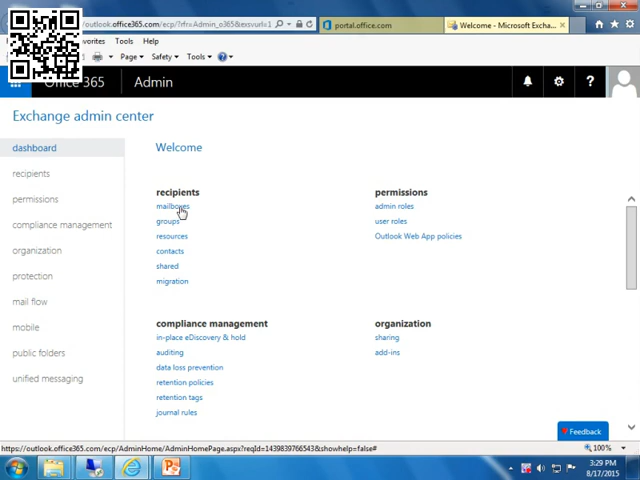 outlook.office365.com/ecp/?rfr=Admin_o365&exsvurl=1
portal.office.com
Welcome - Microsoft Excha...
avorites Tools Help
Page Safety Tools
Office 365 Admin
Exchange admin center
dashboard
recipients
permissions
compliance management
organization
protection
mail flow
mobile
public folders
unified messaging
Welcome
recipients
mailboxes
groups
resources
contacts
shared
migration
permissions
admin roles
user roles
Outlook Web App policies
compliance management
in-place eDiscovery & hold
auditing
data loss prevention
retention policies
retention tags
journal rules
organization
sharing
add-ins
Feedback
https://outlook.office365.com/ecp/AdminHome/AdminHomePage.aspx?reqId=1439839766543&showhelp=false#
100%
3:29 PM
8/17/2015